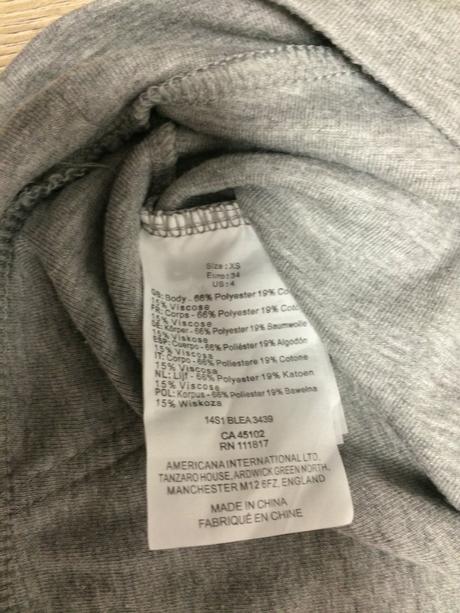 Size : XS
Euro : 34
US : 4
GB: Body - 66% Polyester 19% Co
15% Viscose
FR: Corps - 66% Polyester 19% Coto
15% Viscose
DE: Körper - 66% Polyester 19% Baumwolle
15% Viskose
ESP: Cuerpo - 66% Poliéster 19% Algodón
15% Viscosa
IT: Corpo - 66% Poliestere 19% Cotone
15% Viscosa
NL: Lijf - 66% Polyester 19% Katoen
15% Viscose
POL: Korpus - 66% Poliester 19% Bawelna
15% Wiskoza
14S1 BLEA 3439
CA 45102
RN 111817
AMERICANA INTERNATIONAL LTD.
TANZARO HOUSE, ARDWICK GREEN NORTH,
MANCHESTER M12 6FZ. ENGLAND
MADE IN CHINA
FABRIQUÉ EN CHINE